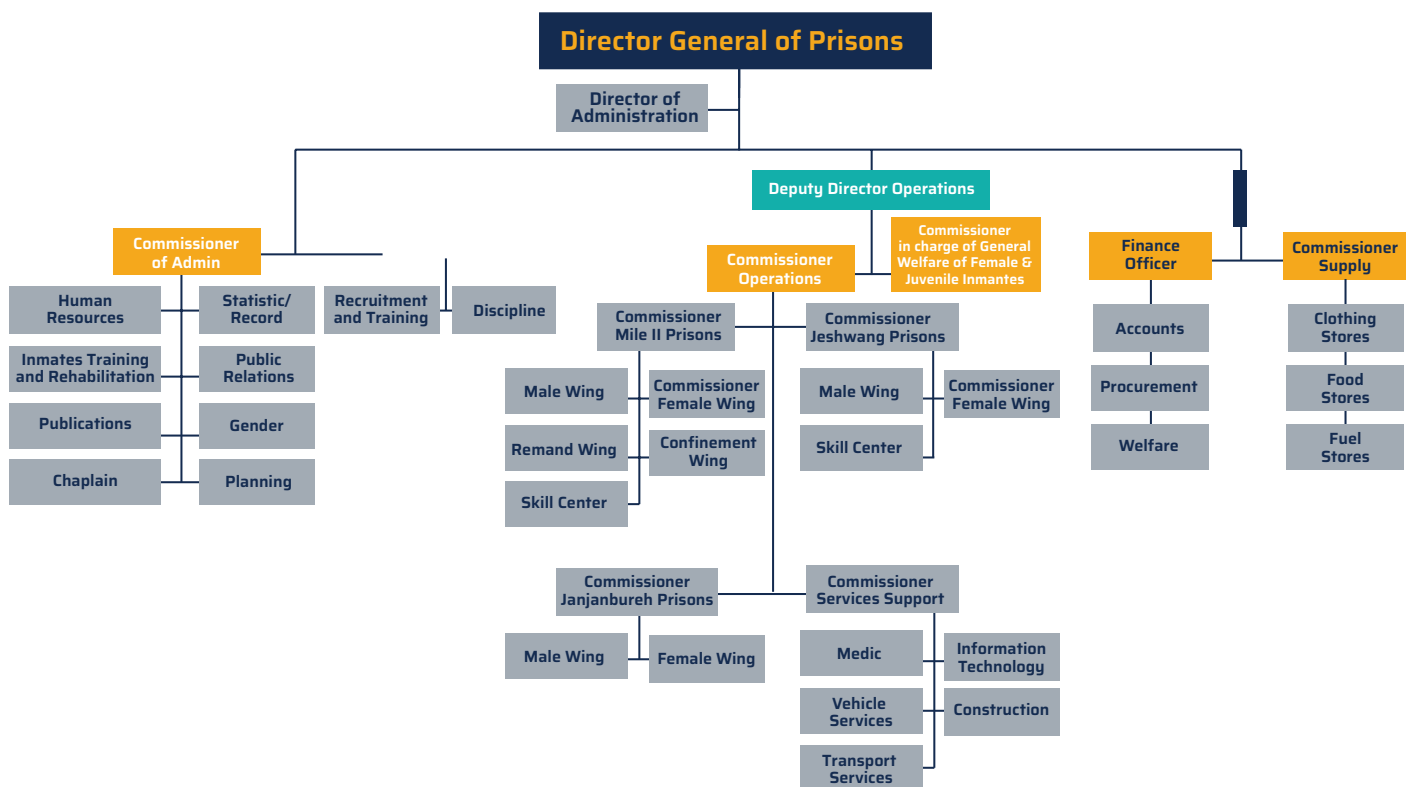 Director General of Prisons
Director of
Administration
Deputy Director Operations
Commissioner
of Admin
Commissioner
Operations
Commissioner
in charge of General
Welfare of Female &
Juvenile Inmantes
Finance
Officer
Commissioner
Supply
Human
Resources
Statistic/
Record
Recruitment
and Training
Discipline
Inmates Training
and Rehabilitation
Public
Relations
Publications
Gender
Chaplain
Planning
Commissioner
Mile II Prisons
Commissioner
Jeshwang Prisons
Male Wing
Commissioner
Female Wing
Remand Wing
Confinement
Wing
Skill Center
Male Wing
Commissioner
Female Wing
Skill Center
Accounts
Procurement
Welfare
Clothing
Stores
Food
Stores
Fuel
Stores
Commissioner
Janjanbureh Prisons
Male Wing
Female Wing
Commissioner
Services Support
Medic
Information
Technology
Vehicle
Services
Construction
Transport
Services